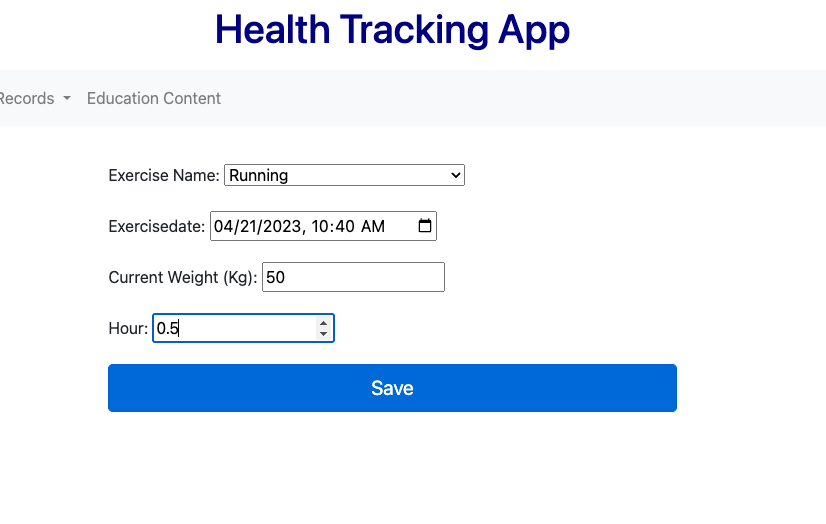 Health Tracking App
Records Education Content
Exercise Name: Running
Exercisedate: 04/21/2023, 10:40 AM
Current Weight (Kg): 50
Hour: 0.5
Save